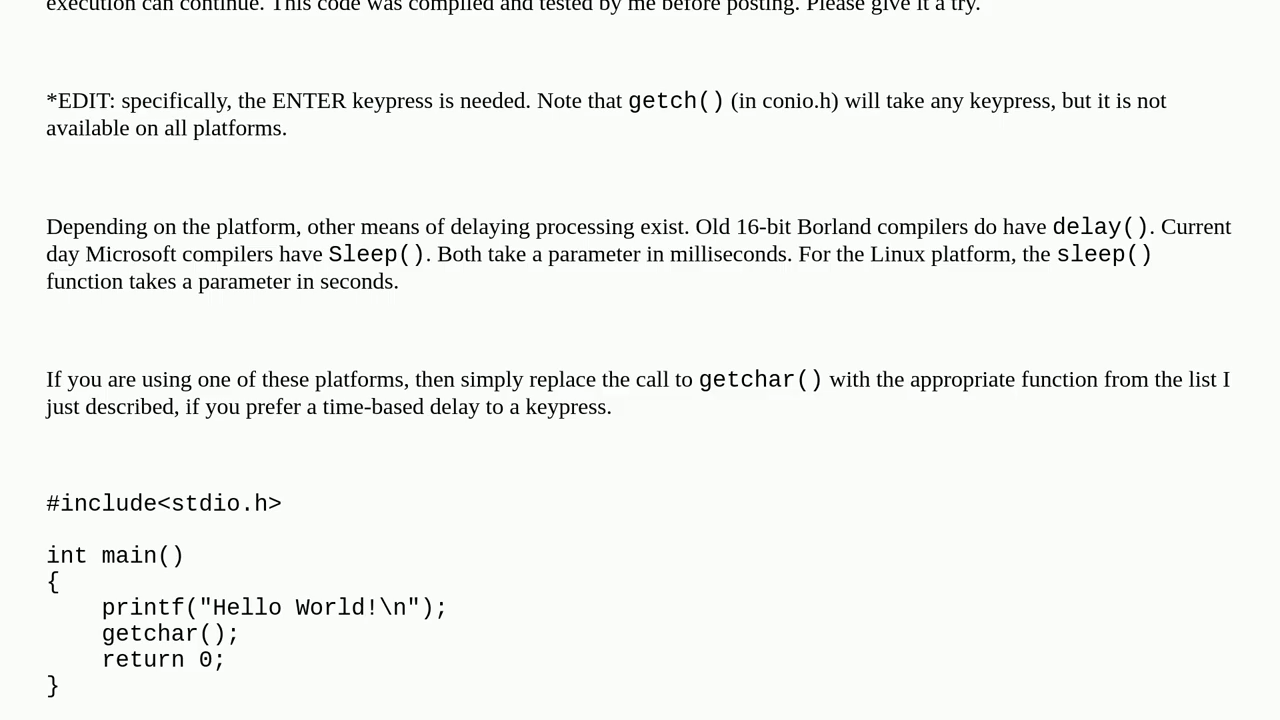 execution can continue. This code was compiled and tested by me before posting. Please give it a try.
*EDIT: specifically, the ENTER keypress is needed. Note that getch() (in conio.h) will take any keypress, but it is not
available on all platforms.
Depending on the platform, other means of delaying processing exist. Old 16-bit Borland compilers do have delay(). Current
day Microsoft compilers have Sleep(). Both take a parameter in milliseconds. For the Linux platform, the sleep()
function takes a parameter in seconds.
If you are using one of these platforms, then simply replace the call to getchar() with the appropriate function from the list I
just described, if you prefer a time-based delay to a keypress.
#include<stdio.h>
int main()
{
    printf("Hello World!\n");
    getchar();
    return 0;
}